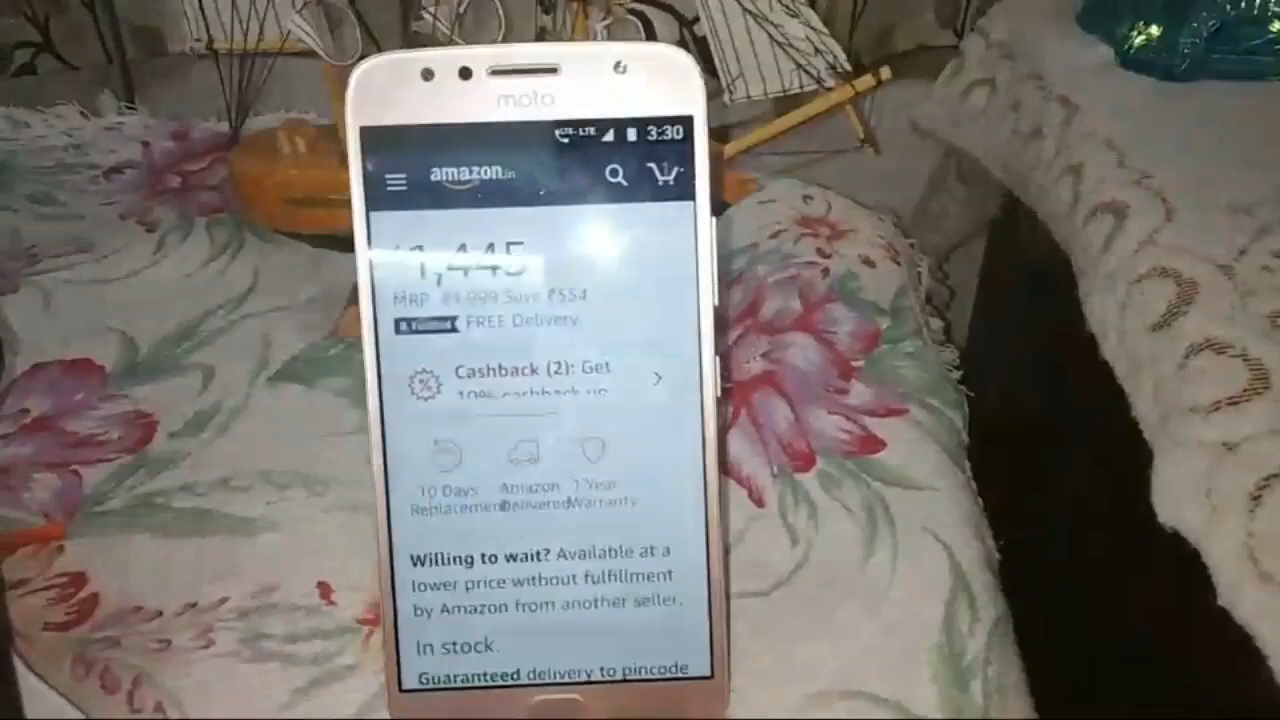 moto
LTE LTE 3:30
amazon.in
1,445
MRP ₹1,999 Save ₹554
FREE Delivery
Cashback (2): Get
10% cashback up
10 Days Amazon 1 Year
Replacement Delivered Warranty
Willing to wait? Available at a
lower price without fulfillment
by Amazon from another seller.
In stock.
Guaranteed delivery to pincode